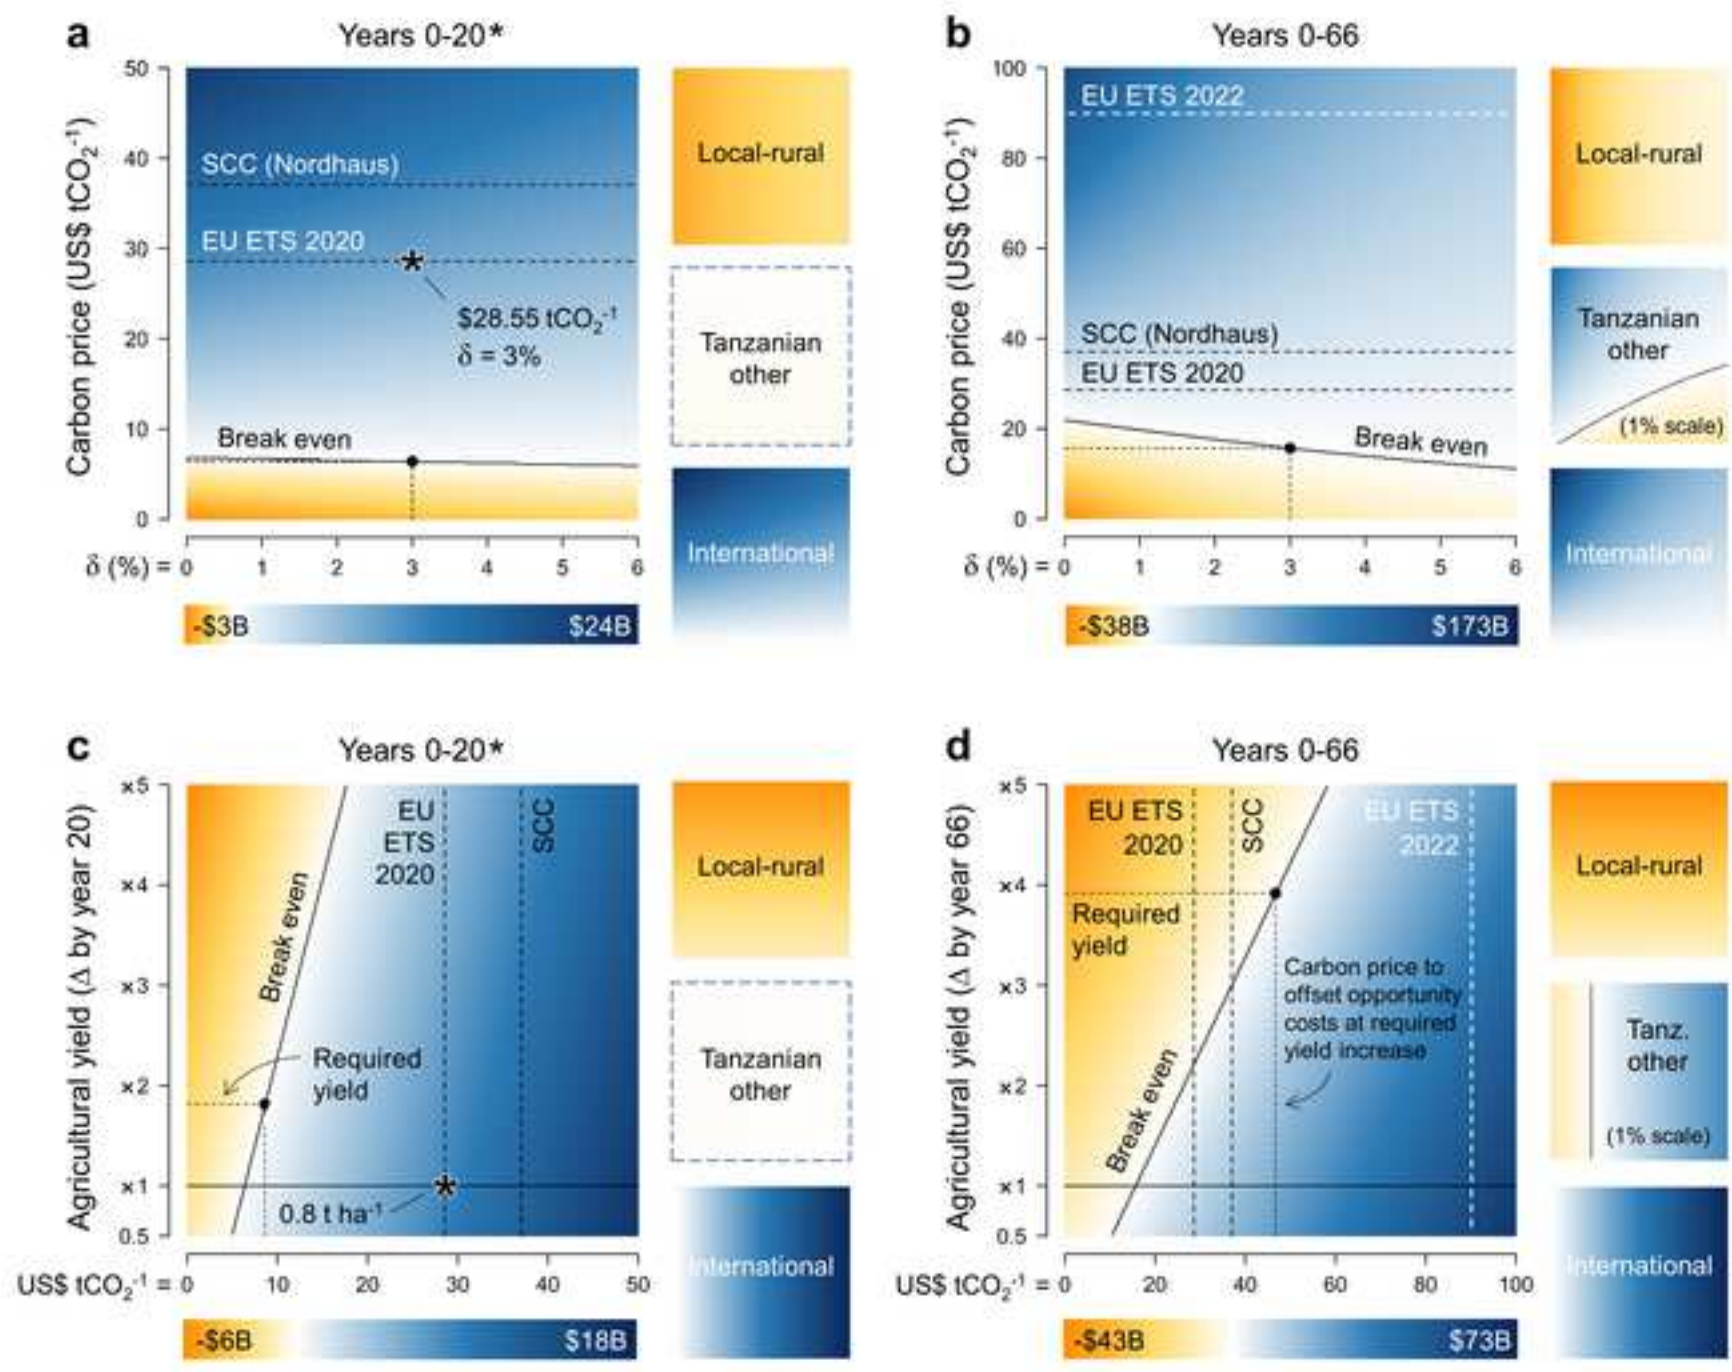 a
Years 0-20*
Carbon price (US$ tCO₂⁻¹)
50
40
30
20
10
0
SCC (Nordhaus)
EU ETS 2020
*
$28.55 tCO₂⁻¹
δ = 3%
Break even
δ (%) = 0 1 2 3 4 5 6
-$3B $24B
Local-rural
Tanzanian
other
International
b
Years 0-66
Carbon price (US$ tCO₂⁻¹)
100
80
60
40
20
0
EU ETS 2022
SCC (Nordhaus)
EU ETS 2020
Break even
δ (%) = 0 1 2 3 4 5 6
-$38B $173B
Local-rural
Tanzanian
other
(1% scale)
International
c
Years 0-20*
Agricultural yield (Δ by year 20)
×5
×4
×3
×2
×1
0.5
EU
ETS
2020
SCC
Break even
Required
yield
*
0.8 t ha⁻¹
US$ tCO₂⁻¹ = 0 10 20 30 40 50
-$6B $18B
Local-rural
Tanzanian
other
International
d
Years 0-66
Agricultural yield (Δ by year 66)
×5
×4
×3
×2
×1
0.5
EU ETS
2020
SCC
EU ETS
2022
Required
yield
Carbon price to
offset opportunity
costs at required
yield increase
Break even
US$ tCO₂⁻¹ = 0 20 40 60 80 100
-$43B $73B
Local-rural
Tanz.
other
(1% scale)
International